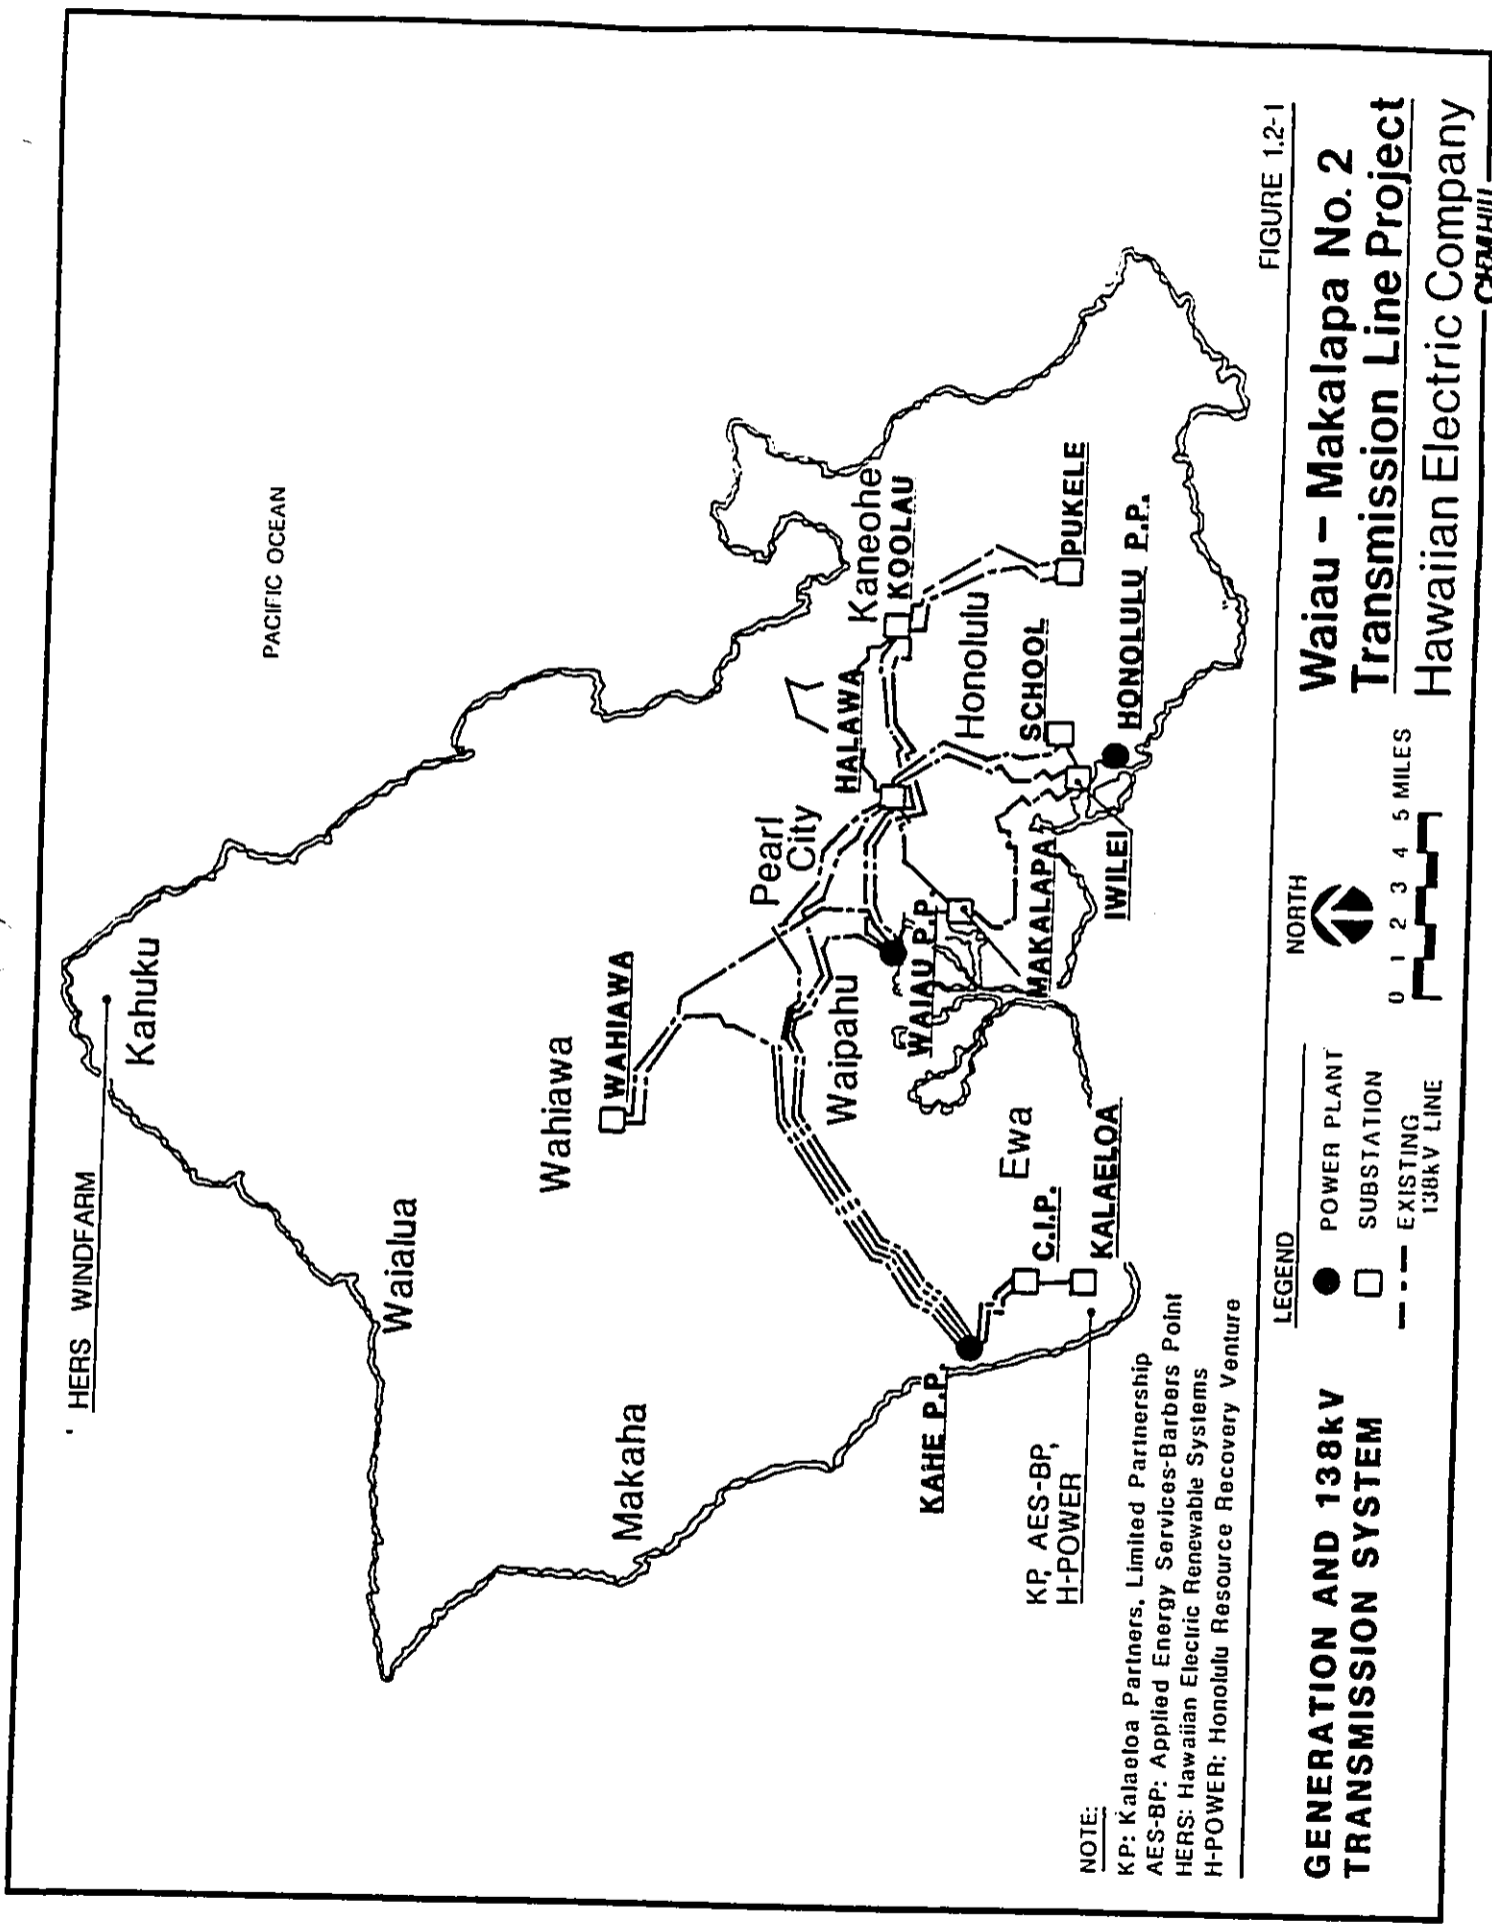 HERS WINDFARM
Kahuku
PACIFIC OCEAN
Waialua
Wahiawa
WAHIAWA
Makaha
Pearl
City
HALAWA
Kaneohe
KOOLAU
Waipahu
WAIAU P.P.
Honolulu
SCHOOL
PUKELE
KAHE P.P.
Ewa
C.I.P.
MAKALAPA
KALAELOA
IWILEI
HONOLULU P.P.
KP, AES-BP,
H-POWER
NOTE:
KP: Kalaeloa Partners, Limited Partnership
AES-BP: Applied Energy Services-Barbers Point
HERS: Hawaiian Electric Renewable Systems
H-POWER: Honolulu Resource Recovery Venture
GENERATION AND 138kV
TRANSMISSION SYSTEM
LEGEND
POWER PLANT
SUBSTATION
EXISTING
138kV LINE
NORTH
0 1 2 3 4 5 MILES
FIGURE 1.2-1
Waiau - Makalapa No. 2
Transmission Line Project
Hawaiian Electric Company
CH2M HILL